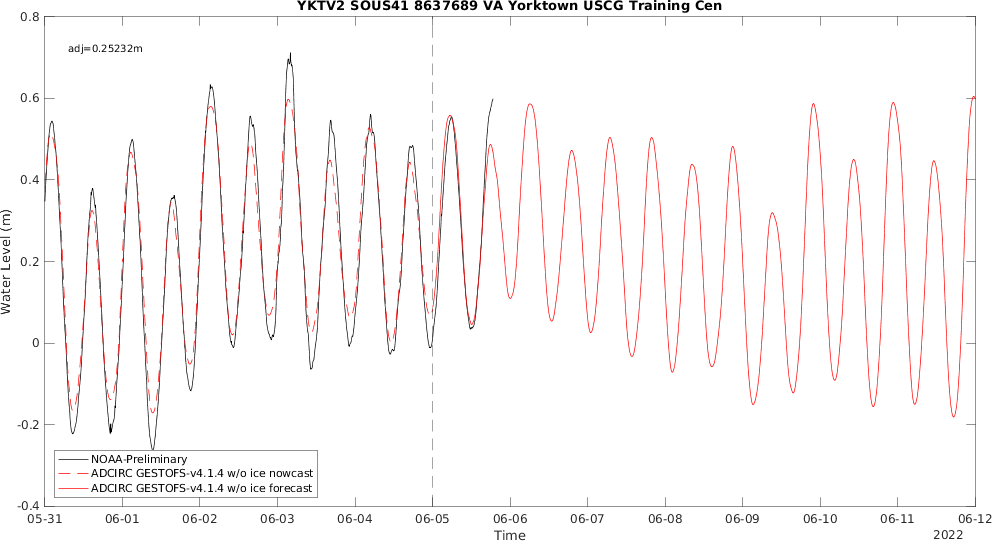 YKTV2 SOUS41 8637689 VA Yorktown USCG Training Cen
adj=0.25232m
0.8
0.6
0.4
0.2
0
-0.2
-0.4
Water Level (m)
NOAA-Preliminary
ADCIRC GESTOFS-v4.1.4 w/o ice nowcast
ADCIRC GESTOFS-v4.1.4 w/o ice forecast
05-31 06-01 06-02 06-03 06-04 06-05 06-06 06-07 06-08 06-09 06-10 06-11 06-12
Time
2022